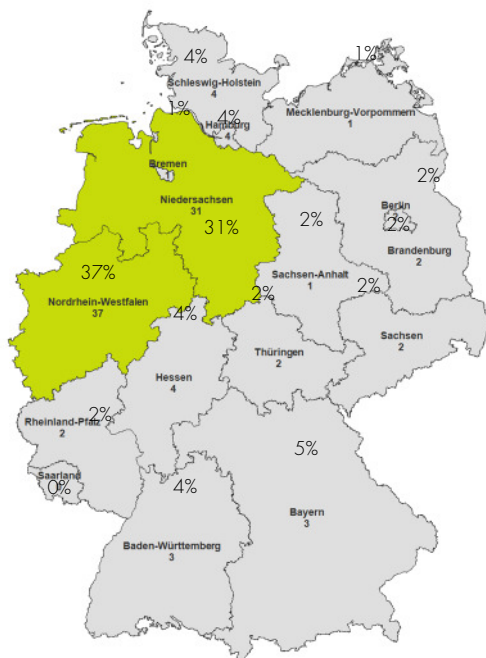 4%
Schleswig-Holstein
4
1%
Mecklenburg-Vorpommern
1
1%
4%
Hamburg
4
Bremen
1
Niedersachsen
31
31%
2%
Berlin
2%
Brandenburg
2
2%
Sachsen-Anhalt
1
2%
2%
37%
Nordrhein-Westfalen
37
4%
Sachsen
2
Thüringen
2
Hessen
4
Rheinland-Pfalz
2%
2
Saarland
0%
5%
Bayern
3
4%
Baden-Württemberg
3